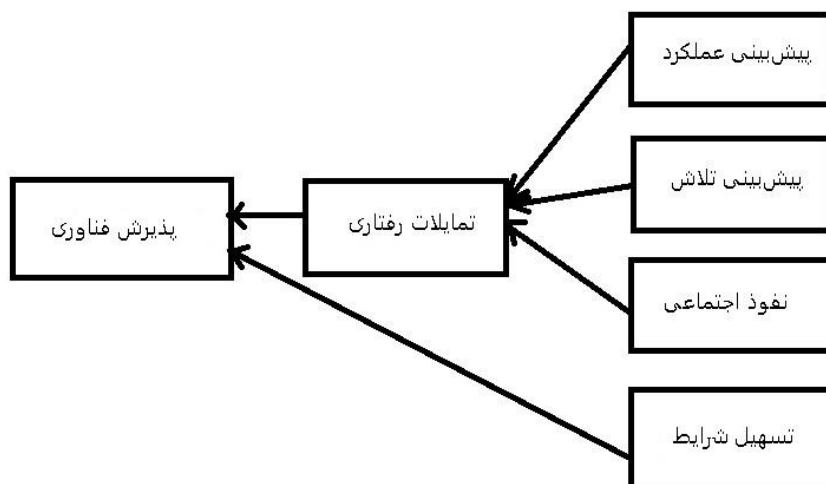 پیش‌بینی عملکرد
پیش‌بینی تلاش
نفوذ اجتماعی
تسهیل شرایط
تمایلات رفتاری
پذیرش فناوری